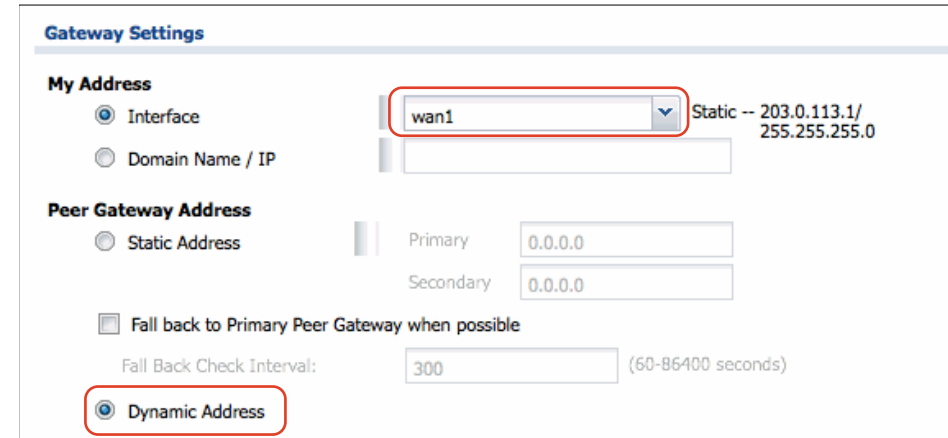 Gateway Settings
My Address
Interface wan1 Static -- 203.0.113.1/
255.255.255.0
Domain Name / IP
Peer Gateway Address
Static Address Primary 0.0.0.0
Secondary 0.0.0.0
Fall back to Primary Peer Gateway when possible
Fall Back Check Interval: 300 (60-86400 seconds)
Dynamic Address